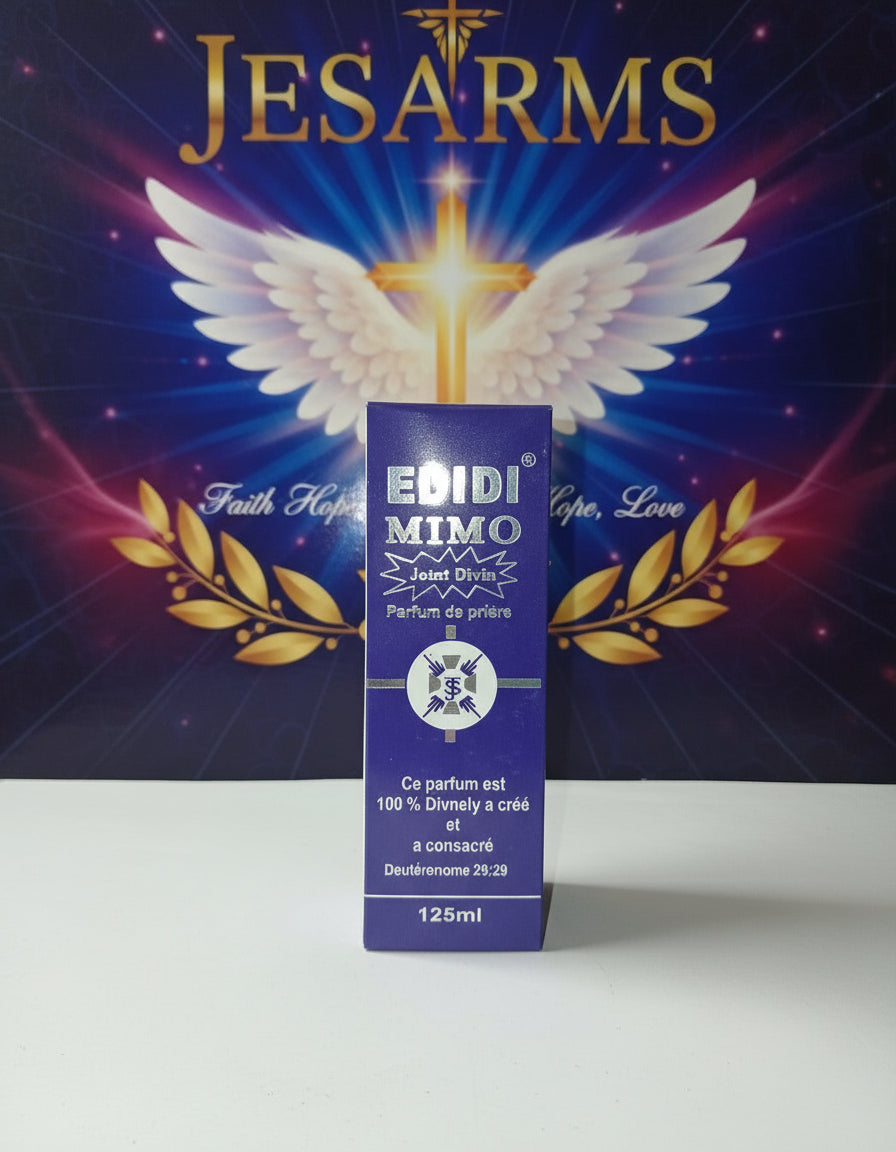 JESARMS
Faith Hope, Love
EDIDI®
MIMO
Joint Divin
Parfum de prière
Ce parfum est
100 % Divnely a créé
et
a consacré
Deutérenome 29;29
125ml